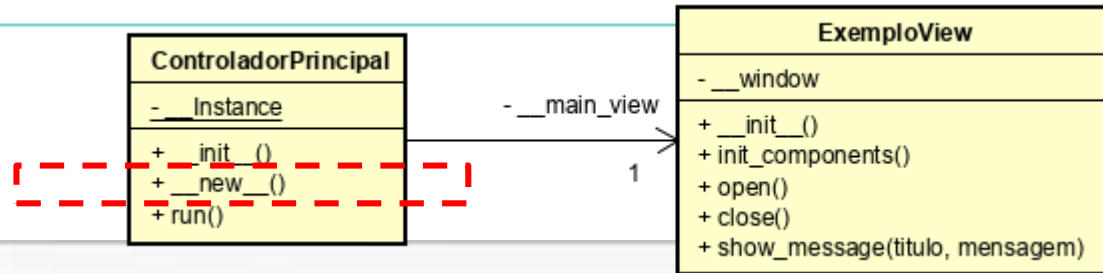 ControladorPrincipal
- __Instance
+ __init__()
+ __new__()
+ run()
- __main_view
1
ExemploView
- __window
+ __init__()
+ init_components()
+ open()
+ close()
+ show_message(titulo, mensagem)